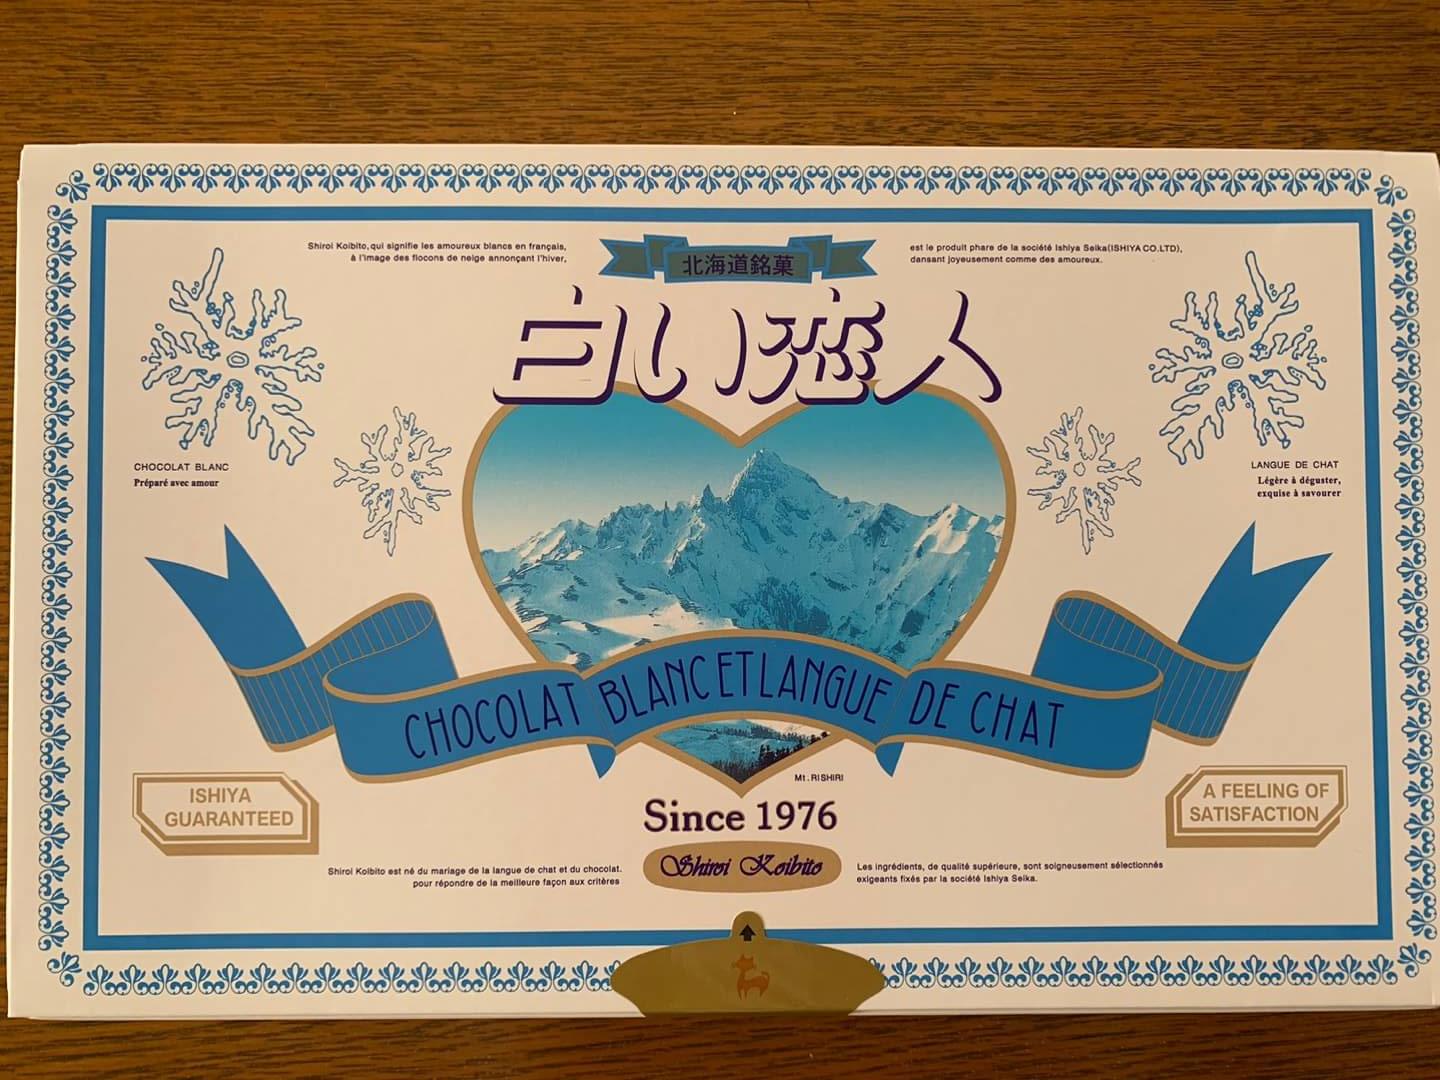 Shiroi Koibito, qui signifie les amoureux blancs en français,
à l'image des flocons de neige annonçant l'hiver,
北海道銘菓
est le produit phare de la société Ishiya Seika(ISHIYA CO.LTD),
dansant joyeusement comme des amoureux.
白い恋人
CHOCOLAT BLANC
Préparé avec amour
LANGUE DE CHAT
Légère à déguster,
exquise à savourer
CHOCOLAT BLANC ET LANGUE DE CHAT
Mt. RISHIRI
ISHIYA
GUARANTEED
Since 1976
A FEELING OF
SATISFACTION
Shiroi Koibito
Shiroi Koibito est né du mariage de la langue de chat et du chocolat.
pour répondre de la meilleure façon aux critères
Les ingrédients, de qualité supérieure, sont soigneusement sélectionnés
exigeants fixés par la société Ishiya Seika.